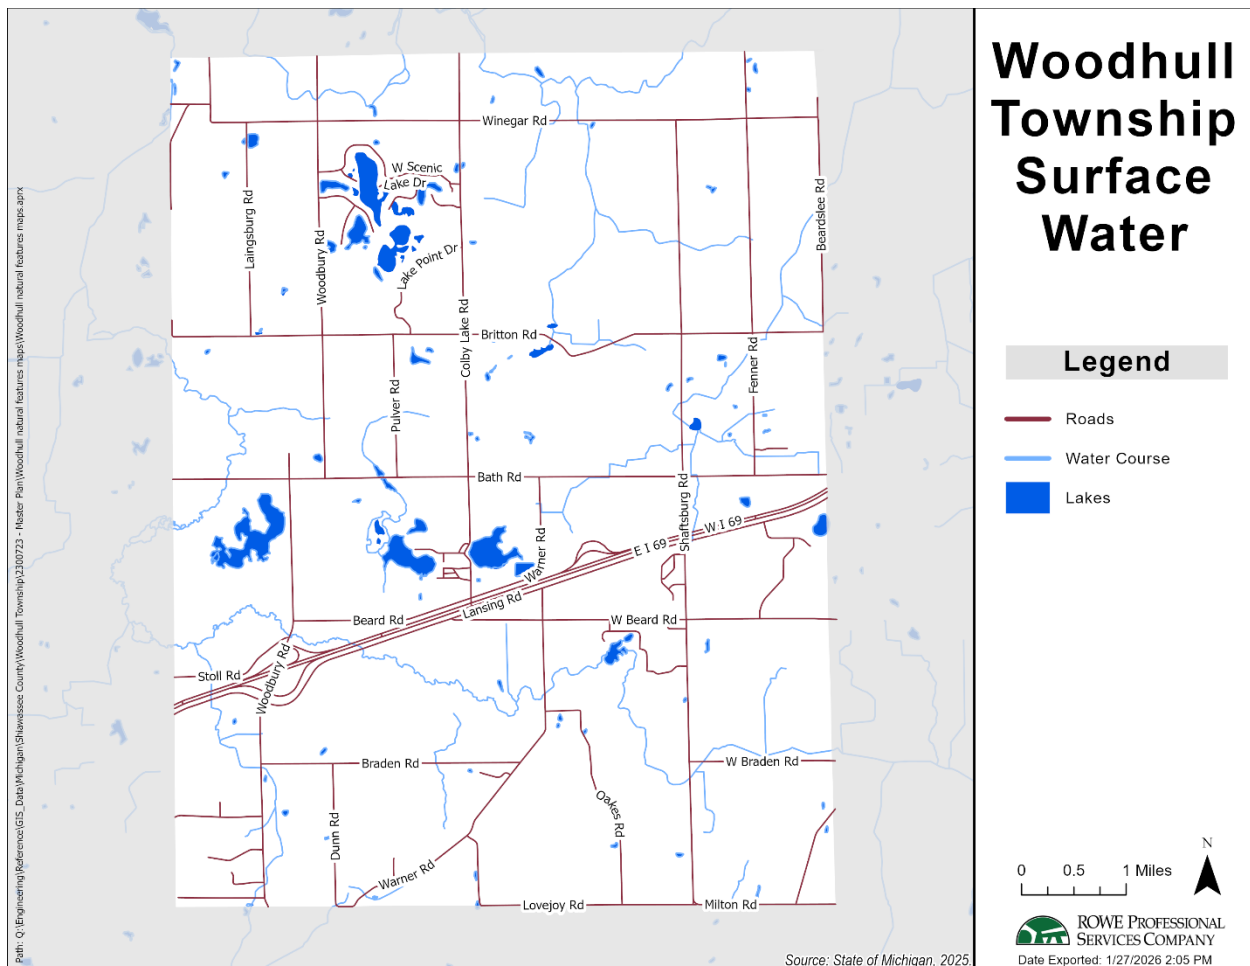 Woodhull
Township
Surface
Water
Legend
Roads
Water Course
Lakes
Winegar Rd
W Scenic
Lake Dr
Laingsburg Rd
Woodbury Rd
Beardslee Rd
Lake Point Dr
Colby Lake Rd
Britton Rd
Fenner Rd
Pulver Rd
Bath Rd
Shaftsburg Rd
Warner Rd
E I 69
W I 69
Lansing Rd
Beard Rd
W Beard Rd
Stoll Rd
Woodbury Rd
Braden Rd
W Braden Rd
Oakes Rd
Dunn Rd
Warner Rd
Lovejoy Rd
Milton Rd
Path: Q:\Engineering\Reference\GIS_Data\Michigan\Shiawassee County\Woodhull Township\2300723 - Master Plan\Woodhull natural features maps\Woodhull natural features maps.aprx
Source: State of Michigan, 2025.
N
0 0.5 1 Miles
ROWE PROFESSIONAL
SERVICES COMPANY
Date Exported: 1/27/2026 2:05 PM